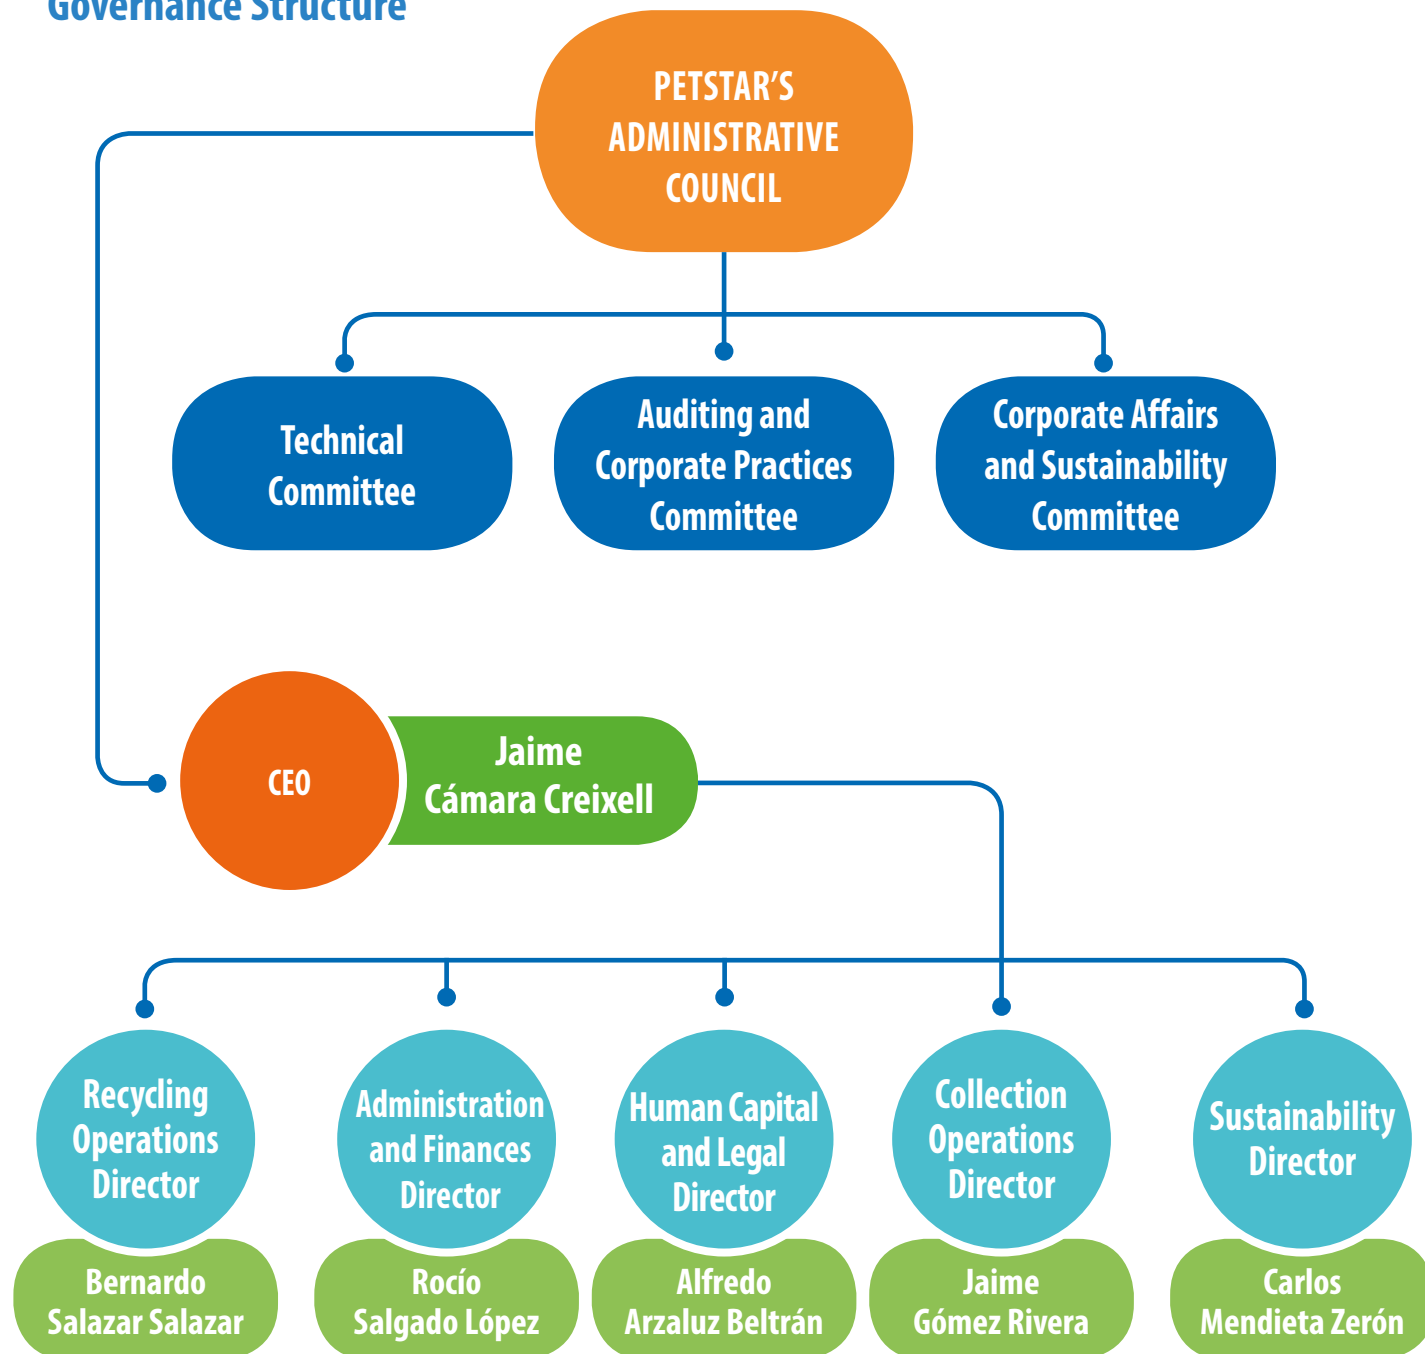 Governance Structure
PETSTAR'S
ADMINISTRATIVE
COUNCIL
Technical
Committee
Auditing and
Corporate Practices
Committee
Corporate Affairs
and Sustainability
Committee
CEO
Jaime
Cámara Creixell
Recycling
Operations
Director
Bernardo
Salazar Salazar
Administration
and Finances
Director
Rocío
Salgado López
Human Capital
and Legal
Director
Alfredo
Arzaluz Beltrán
Collection
Operations
Director
Jaime
Gómez Rivera
Sustainability
Director
Carlos
Mendieta Zerón